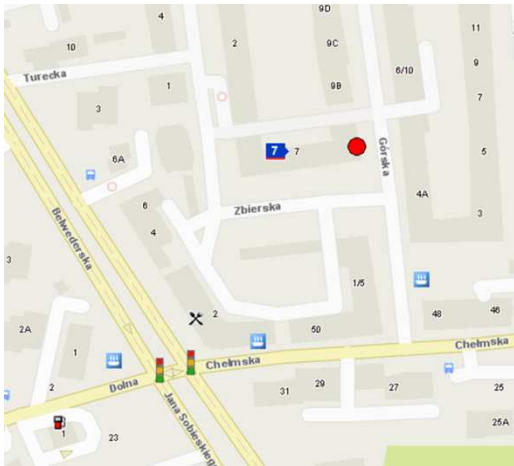 4
2
9D
9C
11
10
Turecka
1
9B
6/10
9
3
7
6A
7
7
Górska
5
Belwederska
6
4
Zbierska
4A
3
3
1/5
2
2A
1
50
48
46
Chełmska
Chełmska
Dolna
2
31
29
27
25
Jana Sobieskiego
1
23
25A